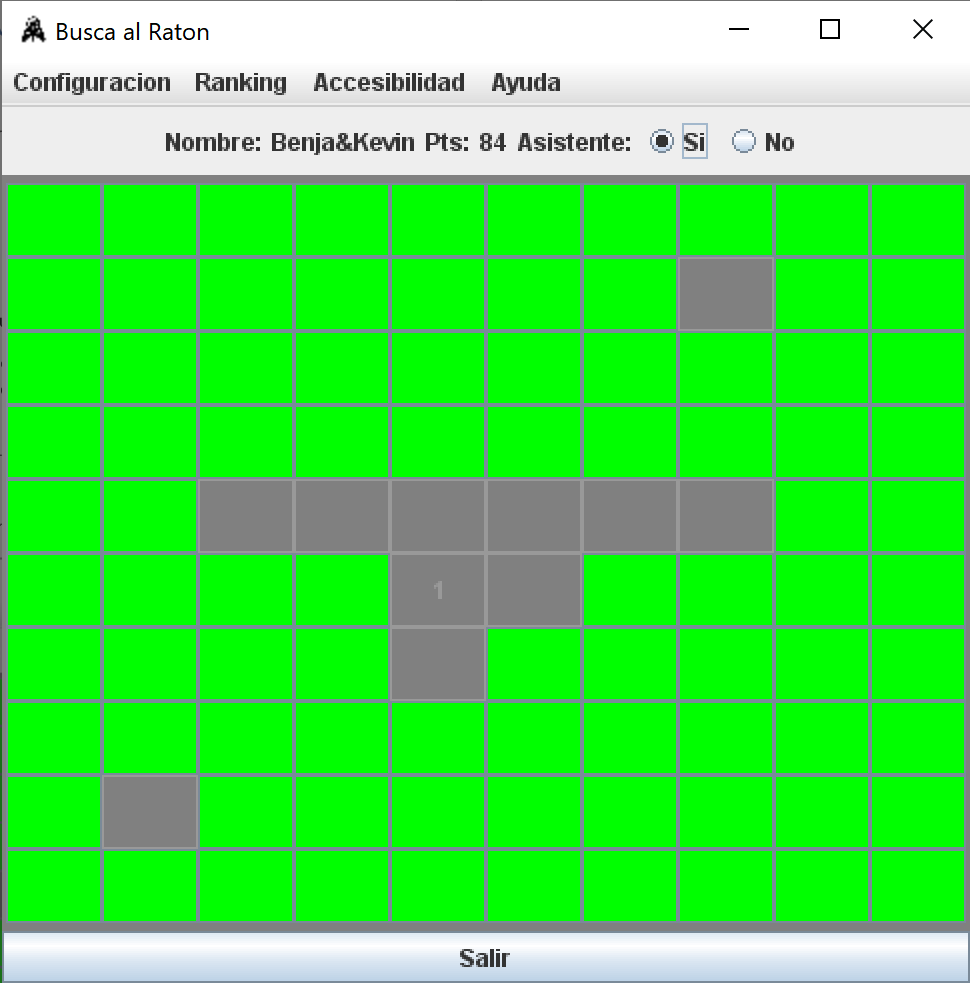 Busca al Raton
Configuracion Ranking Accesibilidad Ayuda
Nombre: Benja&Kevin Pts: 84 Asistente: Si No
1
Salir